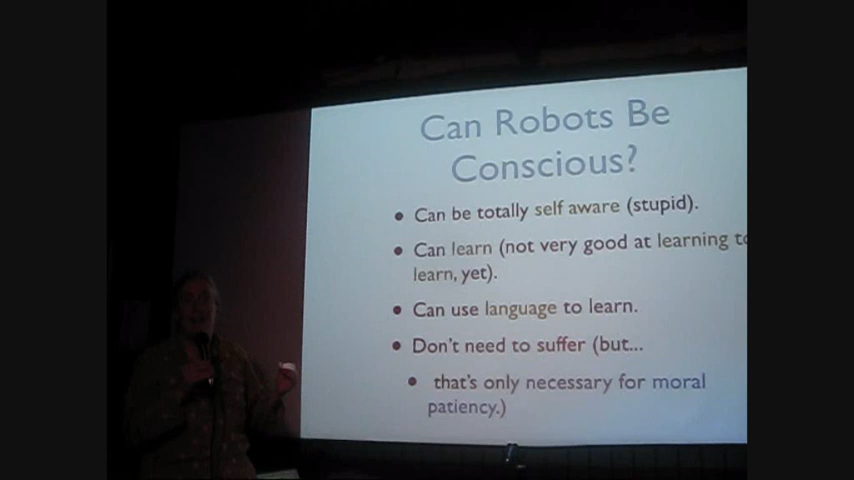 Can Robots Be
Conscious?
• Can be totally self aware (stupid).
• Can learn (not very good at learning to
learn, yet).
• Can use language to learn.
• Don't need to suffer (but...
• that's only necessary for moral
patiency.)